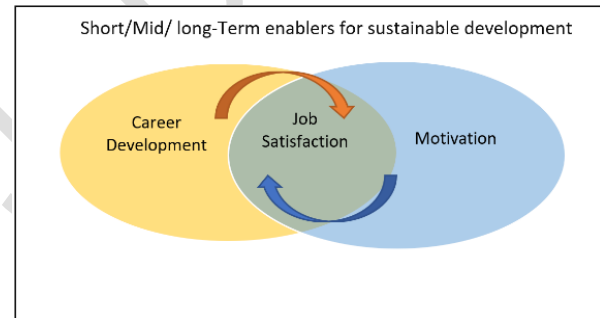 Short/Mid/ long-Term enablers for sustainable development
Career
Development
Job
Satisfaction
Motivation